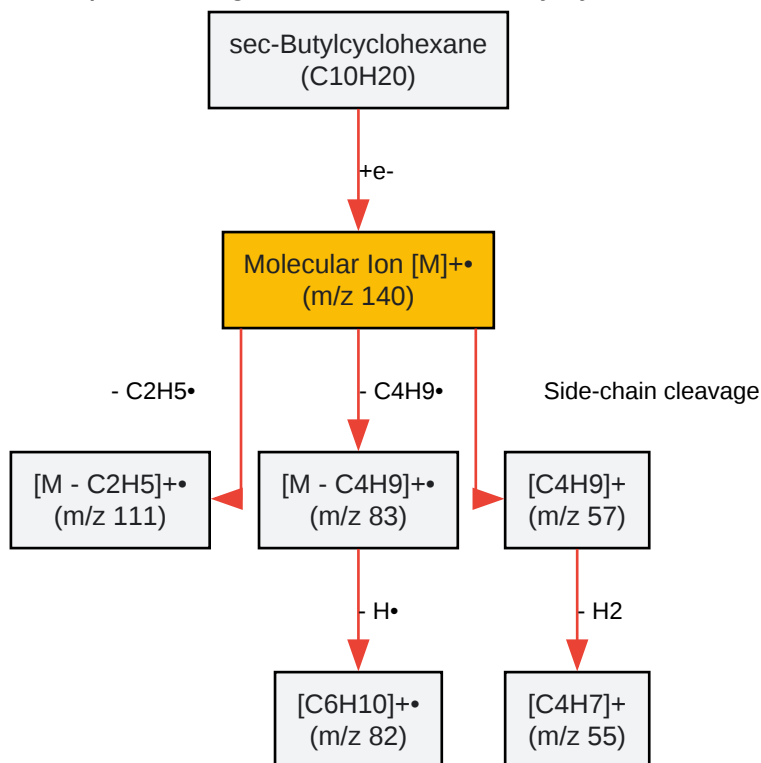 sec-Butylcyclohexane
(C10H20)
+e-
Molecular Ion [M]+•
(m/z 140)
- C2H5•
- C4H9•
Side-chain cleavage
[M - C2H5]+•
(m/z 111)
[M - C4H9]+•
(m/z 83)
[C4H9]+
(m/z 57)
- H•
- H2
[C6H10]+•
(m/z 82)
[C4H7]+
(m/z 55)